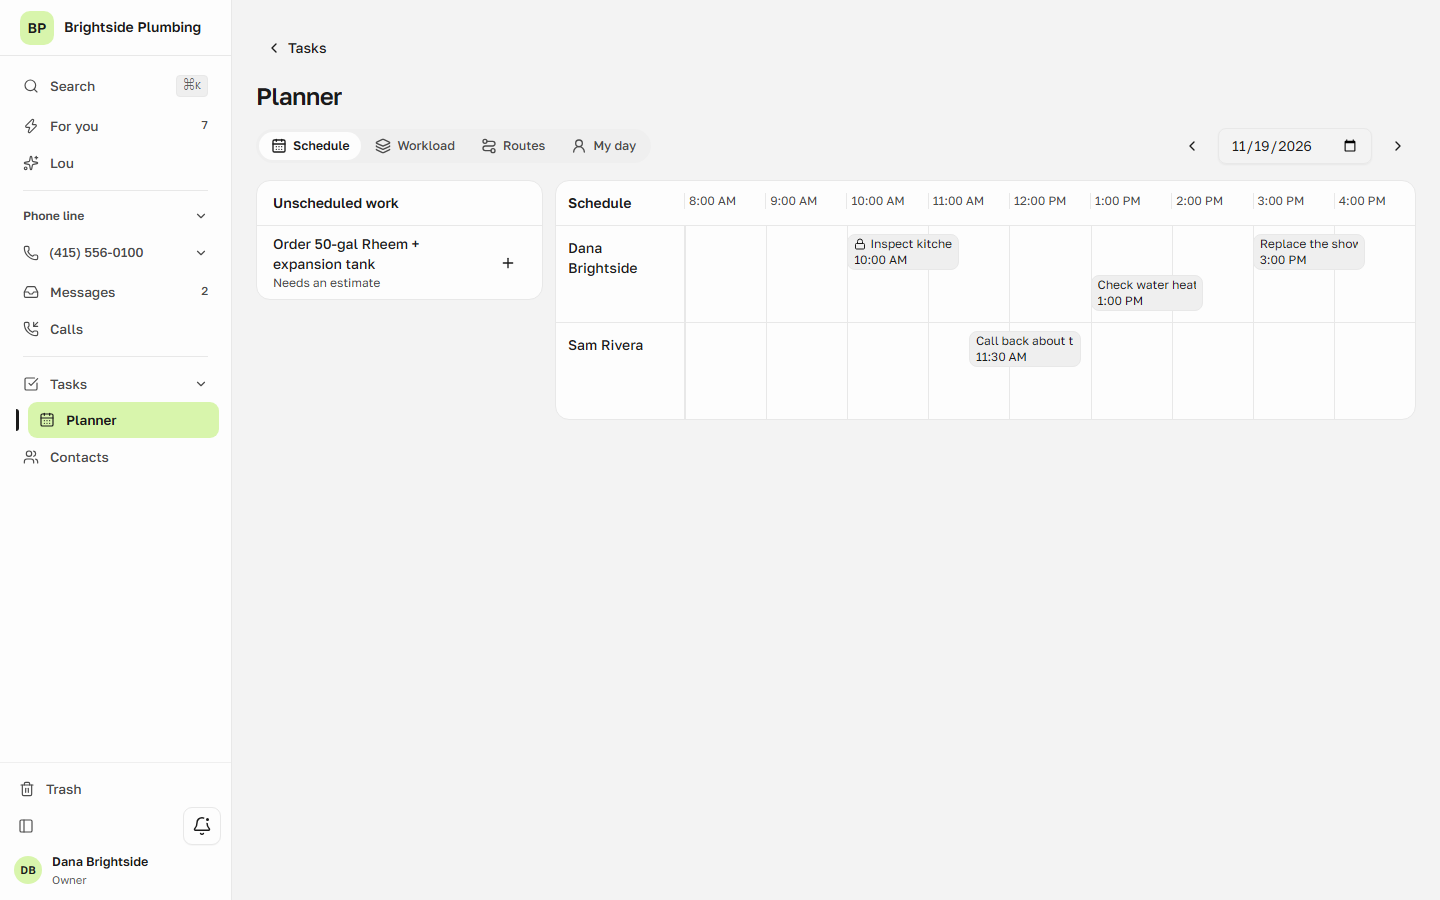 BP Brightside Plumbing
Search ⌘K
For you 7
Lou
Phone line
(415) 556-0100
Messages 2
Calls
Tasks
Planner
Contacts
Trash
DB Dana Brightside
Owner
Tasks
Planner
Schedule Workload Routes My day
11/19/2026
Unscheduled work
Order 50-gal Rheem +
expansion tank
Needs an estimate
Schedule 8:00 AM 9:00 AM 10:00 AM 11:00 AM 12:00 PM 1:00 PM 2:00 PM 3:00 PM 4:00 PM
Dana
Brightside
Inspect kitche
10:00 AM
Check water heat
1:00 PM
Replace the show
3:00 PM
Sam Rivera
Call back about t
11:30 AM